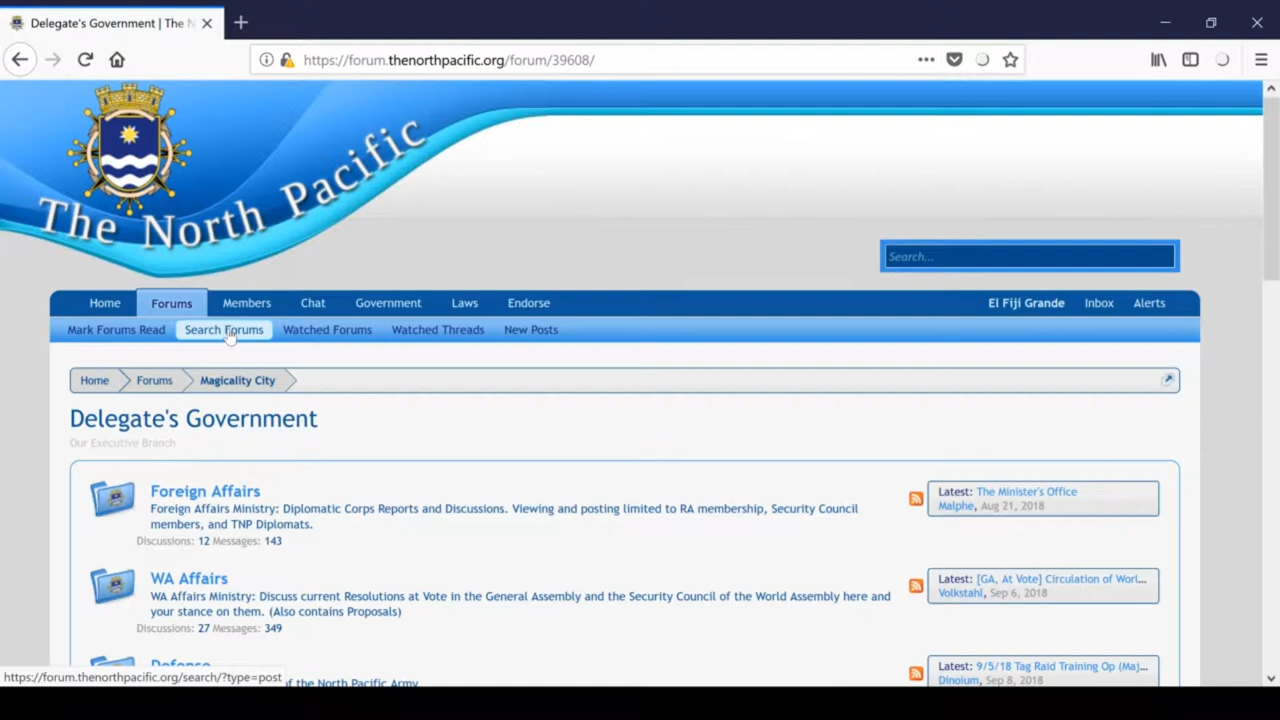 Delegate's Government | The N
https://forum.thenorthpacific.org/forum/39608/
The North Pacific
Search...
Home Forums Members Chat Government Laws Endorse El Fiji Grande Inbox Alerts
Mark Forums Read Search Forums Watched Forums Watched Threads New Posts
Home Forums Magicality City
Delegate's Government
Our Executive Branch
Foreign Affairs
Foreign Affairs Ministry: Diplomatic Corps Reports and Discussions. Viewing and posting limited to RA membership, Security Council
members, and TNP Diplomats.
Discussions: 12 Messages: 143
Latest: The Minister's Office
Malphe, Aug 21, 2018
WA Affairs
WA Affairs Ministry: Discuss current Resolutions at Vote in the General Assembly and the Security Council of the World Assembly here and
your stance on them. (Also contains Proposals)
Discussions: 27 Messages: 349
Latest: [GA, At Vote] Circulation of Worl...
Volkstahl, Sep 6, 2018
Defense
of the North Pacific Army
Latest: 9/5/18 Tag Raid Training Op (Maj...
Dinoium, Sep 8, 2018
https://forum.thenorthpacific.org/search/?type=post